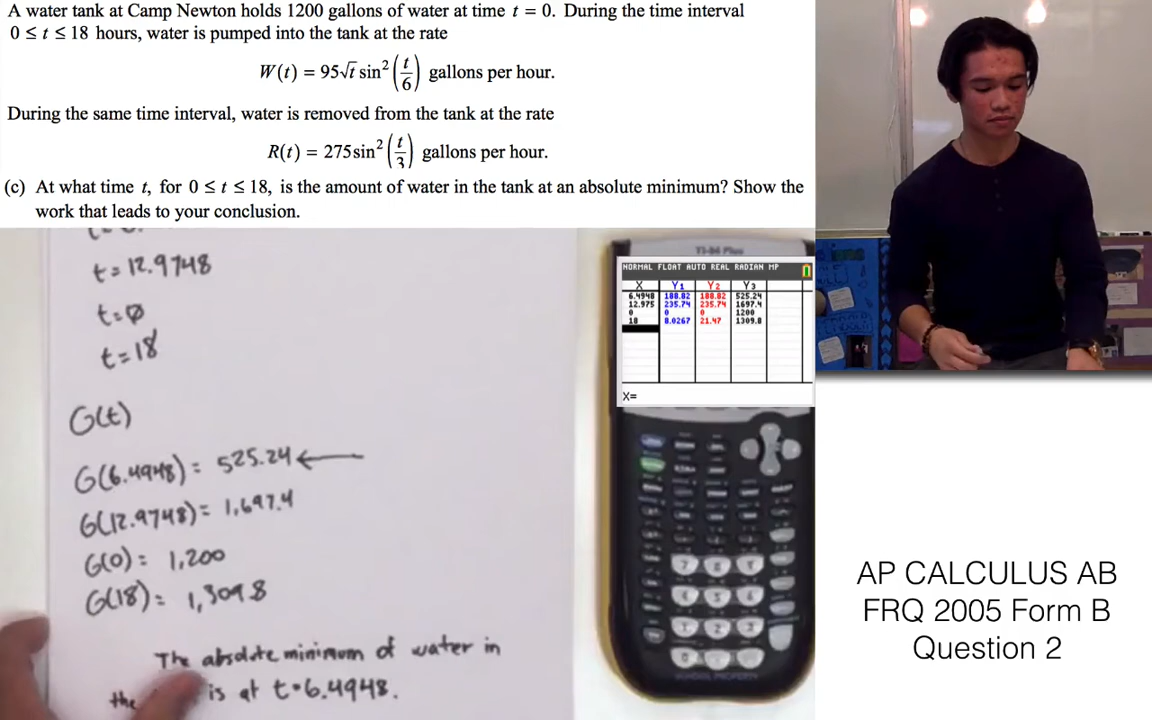 A water tank at Camp Newton holds 1200 gallons of water at time t = 0. During the time interval
0 ≤ t ≤ 18 hours, water is pumped into the tank at the rate
W(t) = 95√t sin²(t/6) gallons per hour.
During the same time interval, water is removed from the tank at the rate
R(t) = 275 sin²(t/3) gallons per hour.
(c) At what time t, for 0 ≤ t ≤ 18, is the amount of water in the tank at an absolute minimum? Show the
work that leads to your conclusion.
t=12.9748
t=0
t=18
G(t)
G(6.4948)= 525.24
G(12.9748)= 1,697.4
G(0)= 1,200
G(18)= 1,309.8
The absolute minimum of water in
the is at t=6.4948.
TI-84 Plus
NORMAL FLOAT AUTO REAL RADIAN MP
X Y1 Y2 Y3
6.4948 188.82 188.82 525.24
12.975 235.74 235.74 1697.4
0 0 0 1200
18 8.0267 21.47 1309.8
X=
AP CALCULUS AB
FRQ 2005 Form B
Question 2